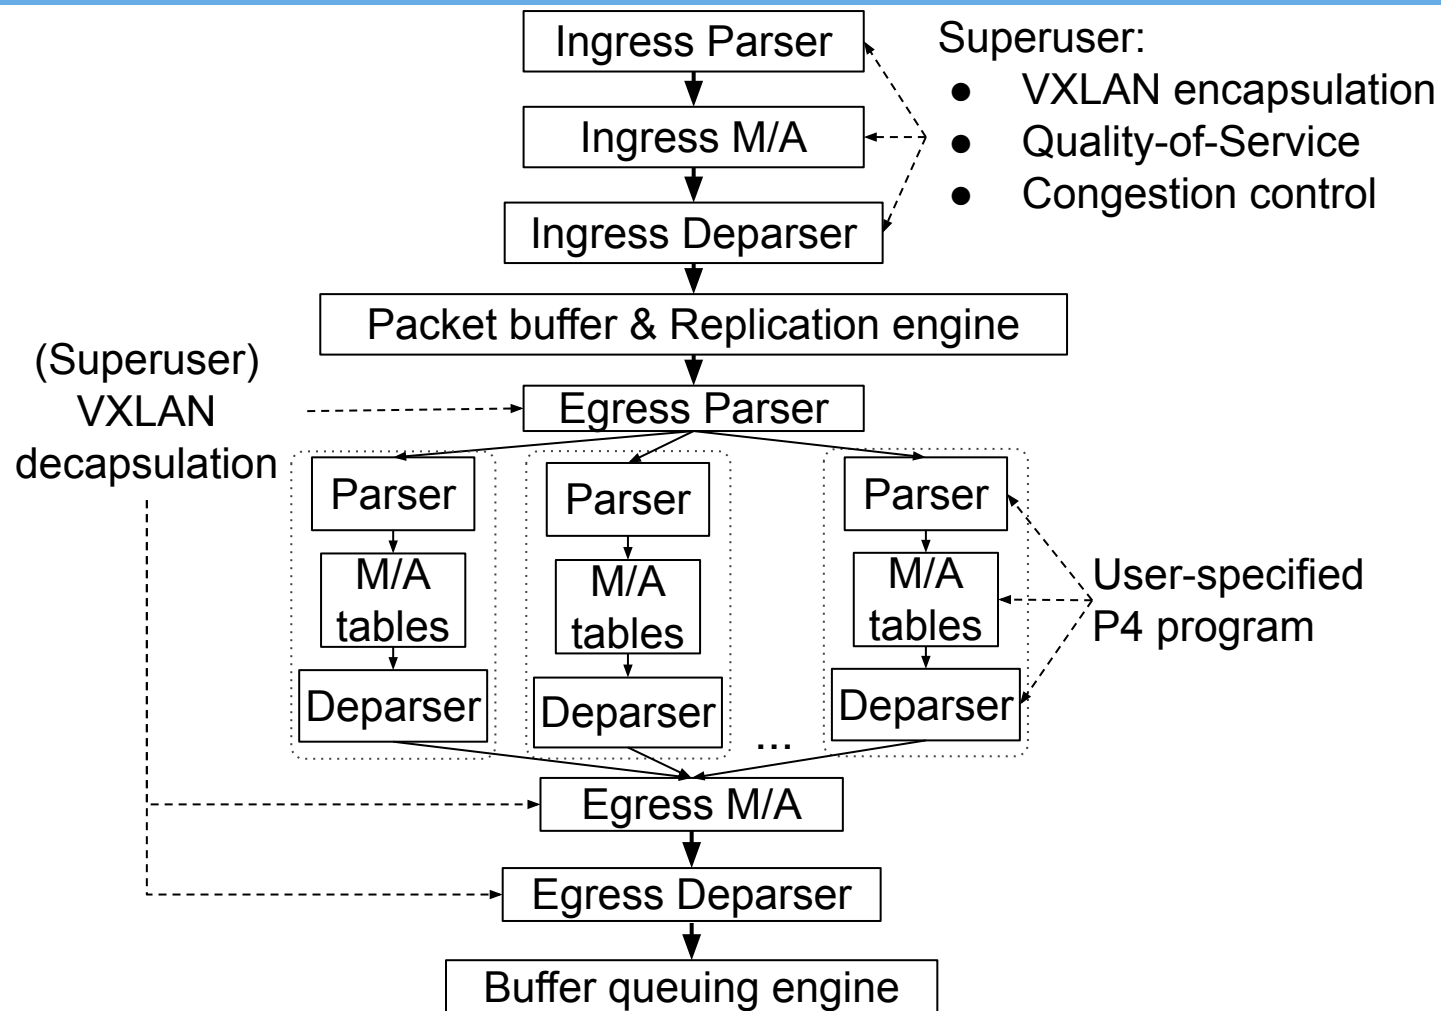 Ingress Parser
Superuser:
● VXLAN encapsulation
● Quality-of-Service
● Congestion control
Ingress M/A
Ingress Deparser
Packet buffer & Replication engine
(Superuser)
VXLAN
decapsulation
Egress Parser
Parser
M/A
tables
Deparser
Parser
M/A
tables
Deparser
...
Parser
M/A
tables
Deparser
User-specified
P4 program
Egress M/A
Egress Deparser
Buffer queuing engine